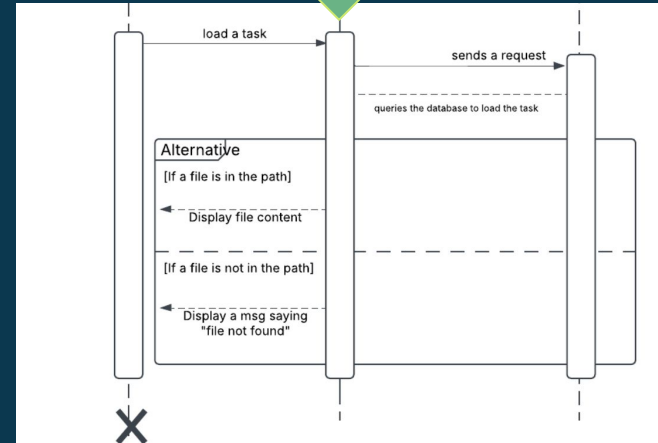 load a task
sends a request
queries the database to load the task
Alternative
[If a file is in the path]
Display file content
[If a file is not in the path]
Display a msg saying
"file not found"